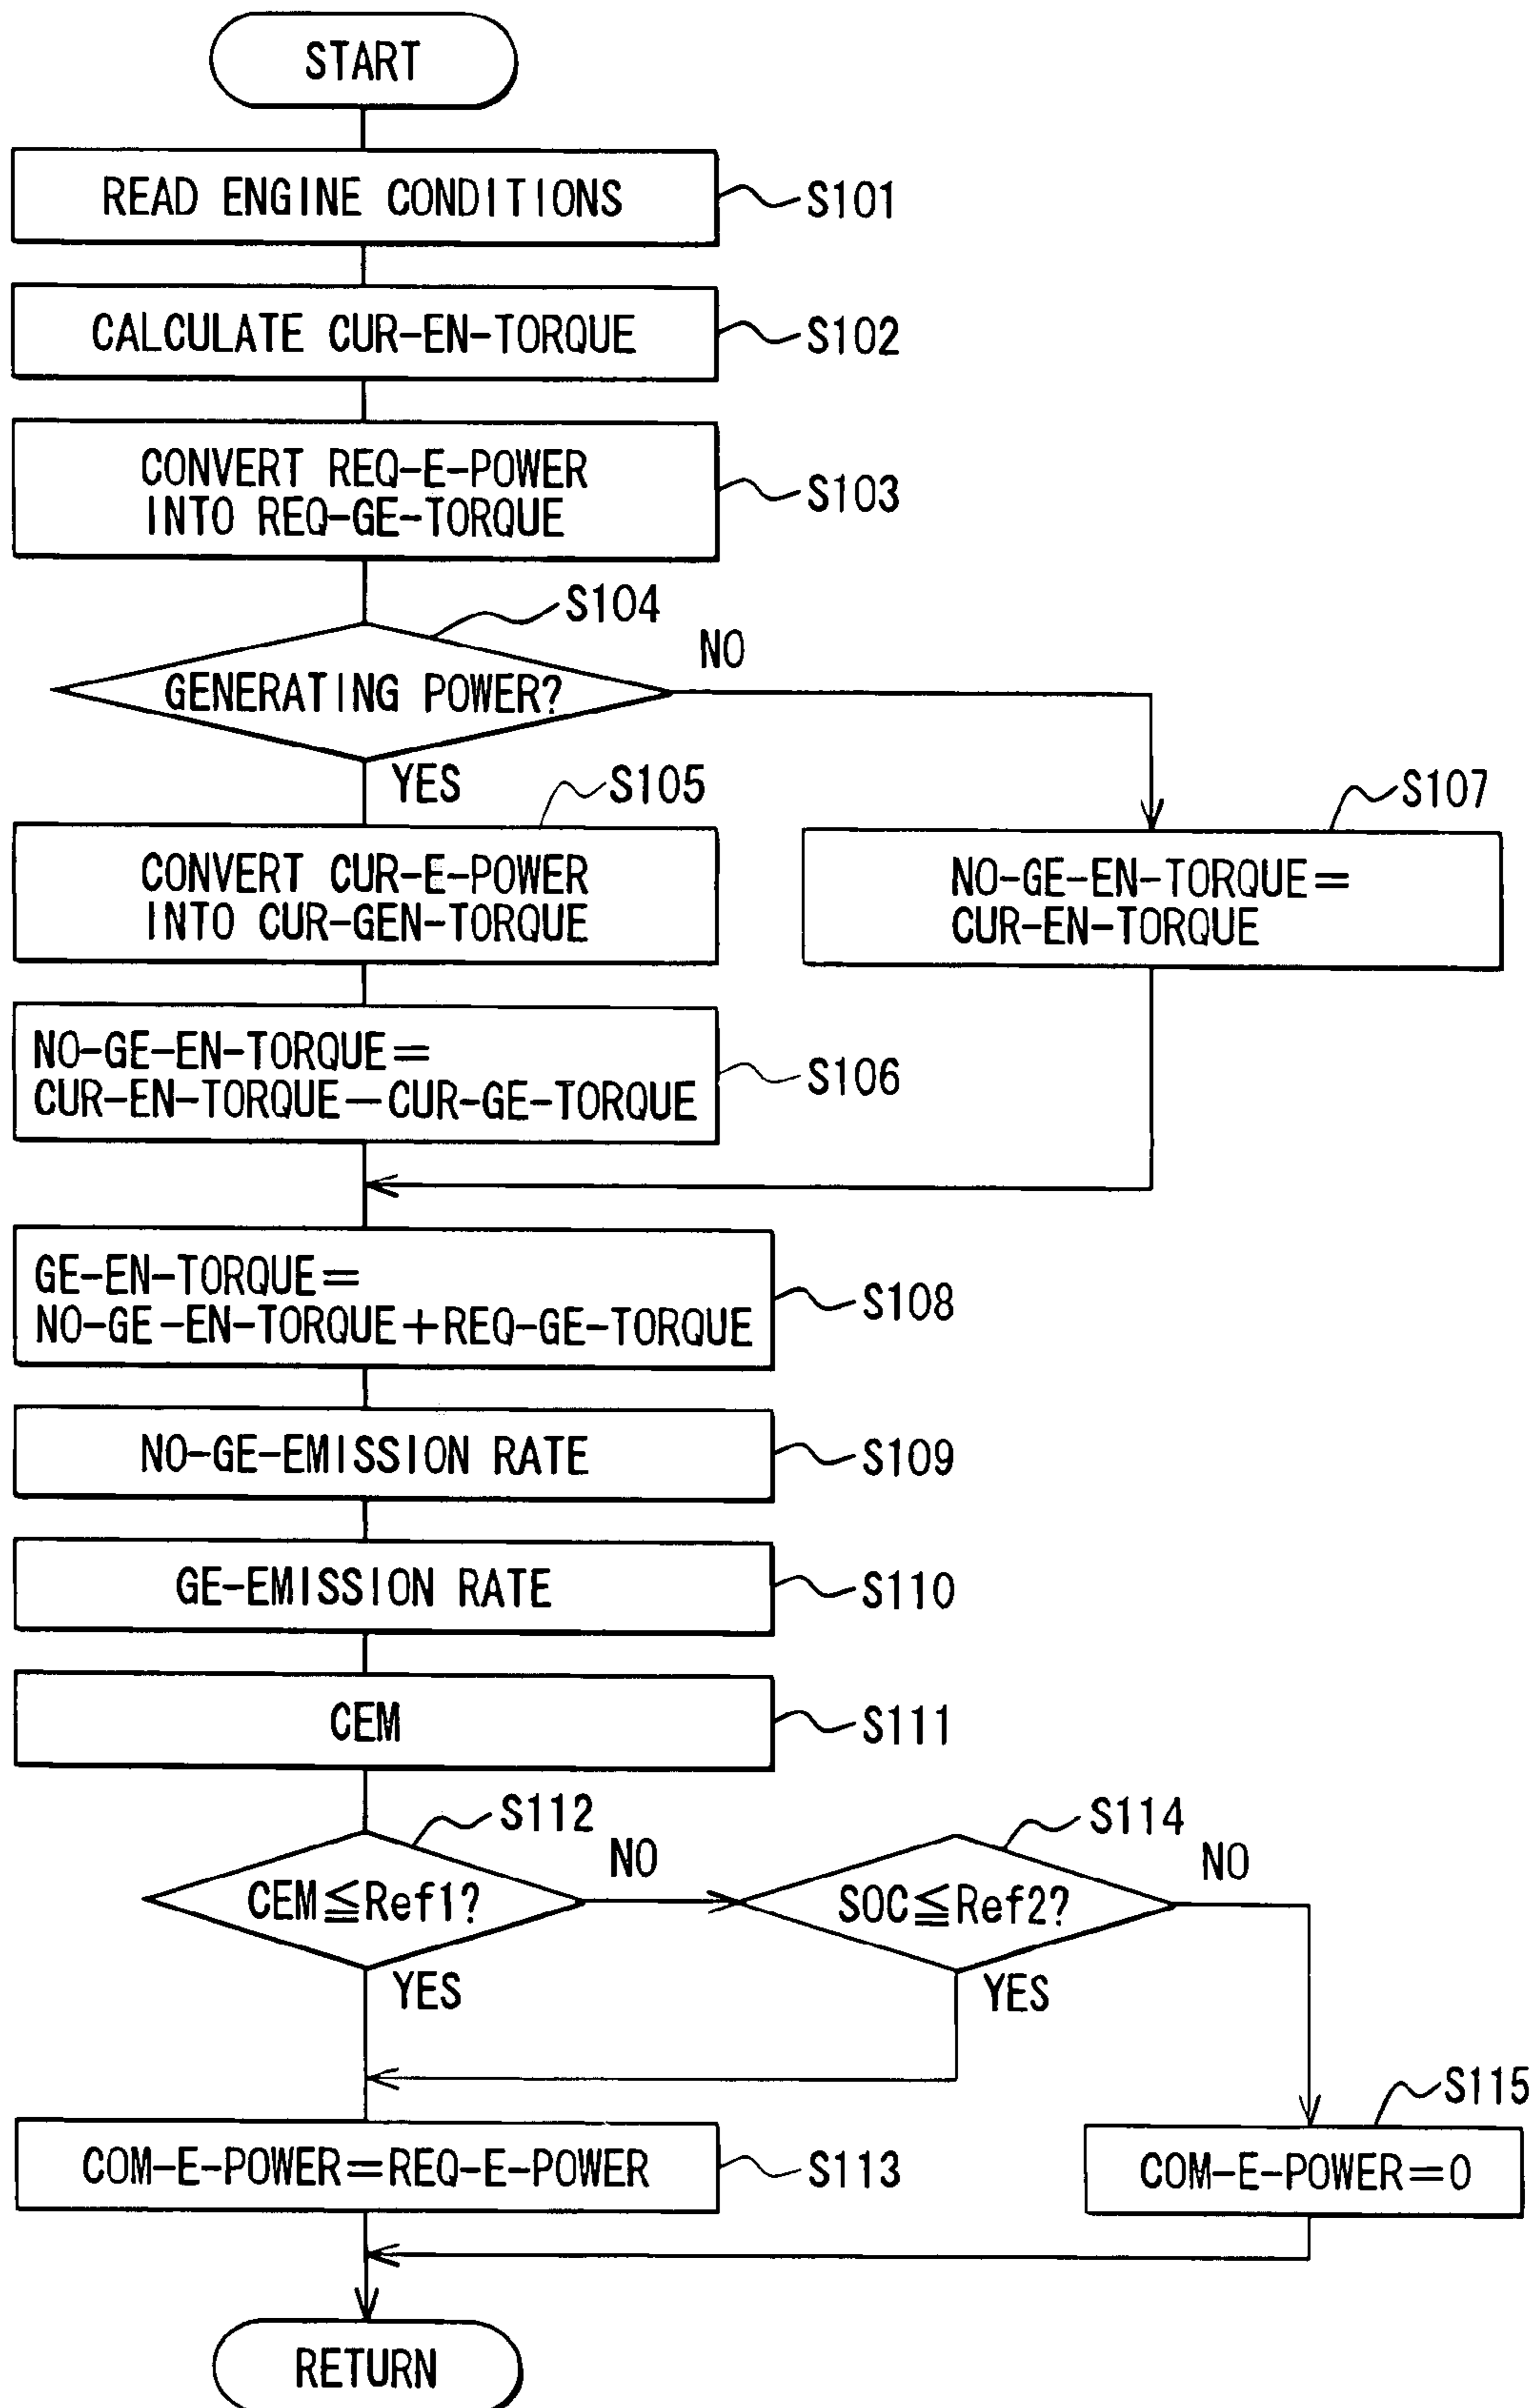 START
READ ENGINE CONDITIONS
S101
CALCULATE CUR-EN-TORQUE
S102
CONVERT REQ-E-POWER
INTO REQ-GE-TORQUE
S103
S104
GENERATING POWER?
NO
YES
S105
CONVERT CUR-E-POWER
INTO CUR-GEN-TORQUE
S107
NO-GE-EN-TORQUE=
CUR-EN-TORQUE
NO-GE-EN-TORQUE=
CUR-EN-TORQUE-CUR-GE-TORQUE
S106
GE-EN-TORQUE=
NO-GE-EN-TORQUE+REQ-GE-TORQUE
S108
NO-GE-EMISSION RATE
S109
GE-EMISSION RATE
S110
CEM
S111
S112
CEM≦Ref1?
NO
YES
S114
SOC≦Ref2?
NO
YES
COM-E-POWER=REQ-E-POWER
S113
S115
COM-E-POWER=0
RETURN